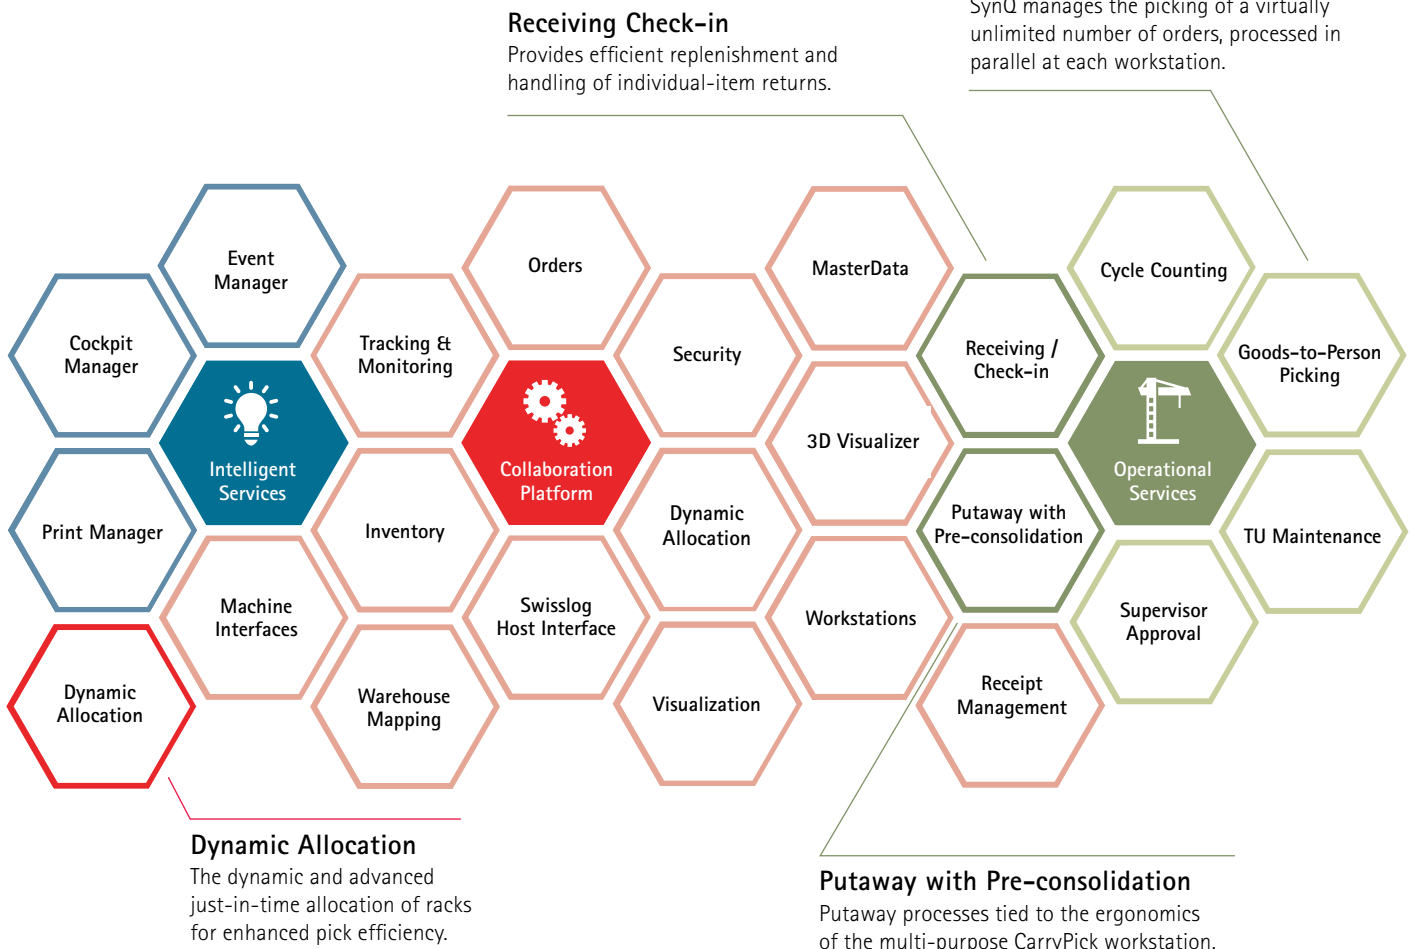 Receiving Check-in
Provides efficient replenishment and
handling of individual-item returns.
SynQ manages the picking of a virtually
unlimited number of orders, processed in
parallel at each workstation.
Event
Manager
Orders
MasterData
Cycle Counting
Cockpit
Manager
Tracking &
Monitoring
Security
Receiving /
Check-in
Goods-to-Person
Picking
Intelligent
Services
Collaboration
Platform
3D Visualizer
Operational
Services
Print Manager
Inventory
Dynamic
Allocation
Putaway with
Pre-consolidation
TU Maintenance
Machine
Interfaces
Swisslog
Host Interface
Workstations
Supervisor
Approval
Dynamic
Allocation
Warehouse
Mapping
Visualization
Receipt
Management
Dynamic Allocation
The dynamic and advanced
just-in-time allocation of racks
for enhanced pick efficiency.
Putaway with Pre-consolidation
Putaway processes tied to the ergonomics
of the multi-purpose CarryPick workstation.